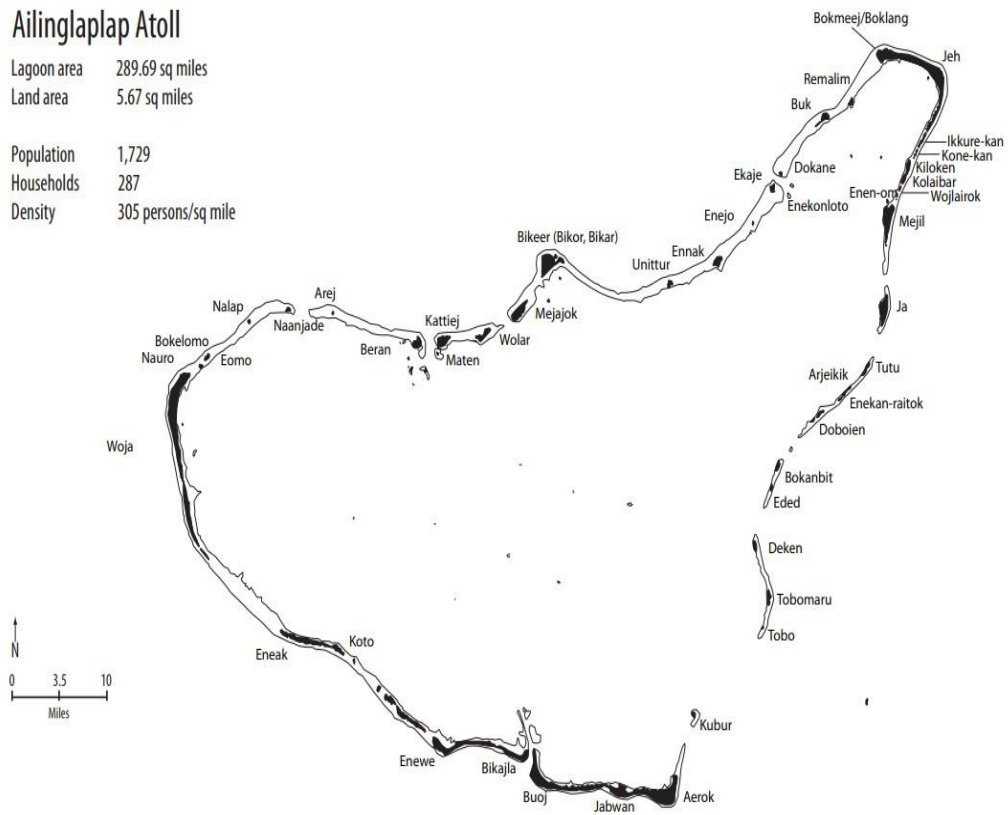 Ailinglaplap Atoll
Lagoon area 289.69 sq miles
Land area 5.67 sq miles
Population 1,729
Households 287
Density 305 persons/sq mile
Bokmeej/Boklang
Jeh
Remalim
Buk
Ikkure-kan
Kone-kan
Dokane
Kiloken
Ekaje
Kolaibar
Enen-om
Wojlairok
Enekonloto
Enejo
Mejil
Bikeer (Bikor, Bikar)
Ennak
Unittur
Arej
Nalap
Ja
Mejajok
Naanjade
Kattiej
Wolar
Bokelomo
Beran
Maten
Nauro
Eomo
Tutu
Arjeikik
Enekan-raitok
Doboien
Woja
Bokanbit
Eded
Deken
Tobomaru
Tobo
Koto
N
Eneak
0 3.5 10
Miles
Kubur
Enewe
Bikajla
Buoj
Jabwan
Aerok